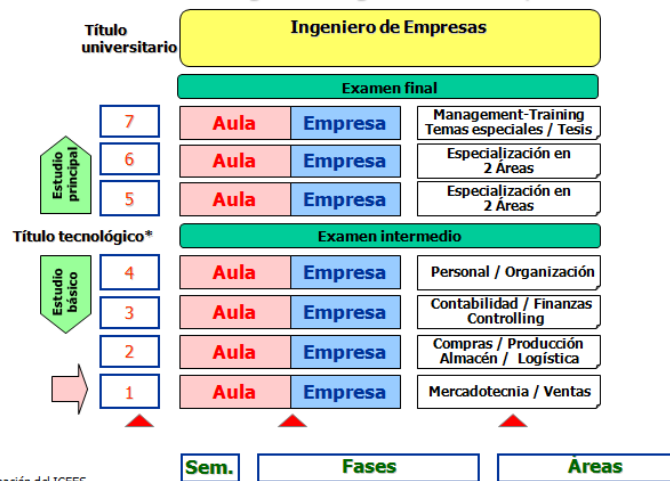 Título
universitario
Ingeniero de Empresas
Examen final
7
Aula
Empresa
Management-Training
Temas especiales / Tesis
Estudio
principal
6
Aula
Empresa
Especialización en
2 Áreas
5
Aula
Empresa
Especialización en
2 Áreas
Título tecnológico*
Examen intermedio
Estudio
básico
4
Aula
Empresa
Personal / Organización
3
Aula
Empresa
Contabilidad / Finanzas
Controlling
2
Aula
Empresa
Compras / Producción
Almacén / Logística
1
Aula
Empresa
Mercadotecnia / Ventas
Sem.
Fases
Áreas